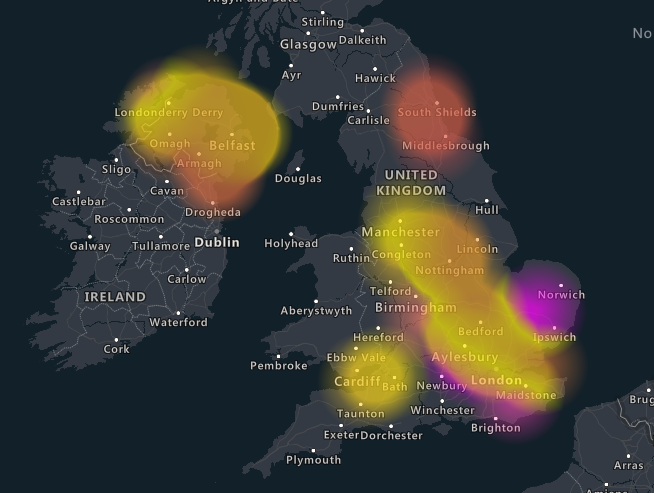 Argyll and Bute
Stirling
Glasgow Dalkeith
Ayr
Hawick
Dumfries
Carlisle
South Shields
Middlesbrough
Londonderry Derry
Omagh Belfast
Armagh
Sligo
Cavan
Castlebar
Roscommon
Drogheda
Douglas
UNITED
KINGDOM
Hull
Galway Tullamore Dublin
Holyhead
Manchester
Ruthin Congleton Lincoln
Nottingham
Carlow
IRELAND
Telford
Norwich
Aberystwyth
Birmingham
Waterford
Hereford
Bedford
Ipswich
Cork
Pembroke
Ebbw Vale
Aylesbury
Cardiff Bath Newbury London
Maidstone
Taunton
Winchester
Brighton
Exeter Dorchester
Plymouth
Brug
Arras
No